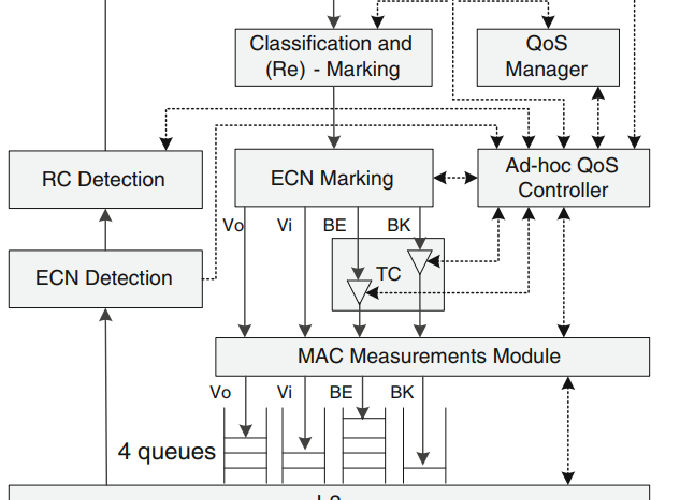 Classification and
(Re) - Marking
QoS
Manager
RC Detection
ECN Marking
Ad-hoc QoS
Controller
Vo
Vi
BE
BK
ECN Detection
TC
MAC Measurements Module
Vo
Vi
BE
BK
4 queues